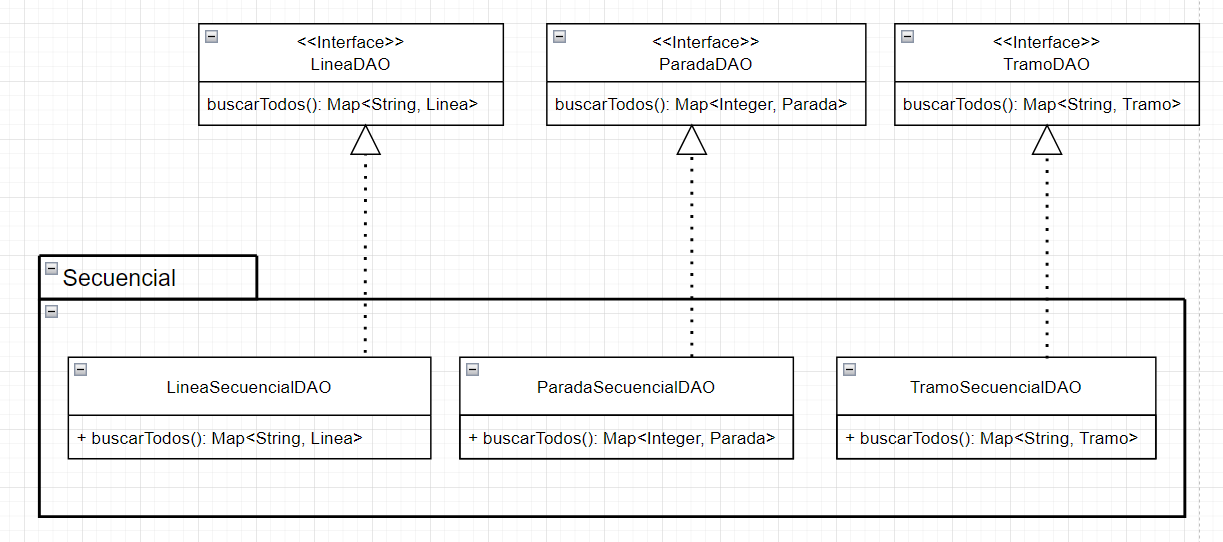 <<Interface>>
LineaDAO
buscarTodos(): Map<String, Linea>
<<Interface>>
ParadaDAO
buscarTodos(): Map<Integer, Parada>
<<Interface>>
TramoDAO
buscarTodos(): Map<String, Tramo>
Secuencial
LineaSecuencialDAO
+ buscarTodos(): Map<String, Linea>
ParadaSecuencialDAO
+ buscarTodos(): Map<Integer, Parada>
TramoSecuencialDAO
+ buscarTodos(): Map<String, Tramo>